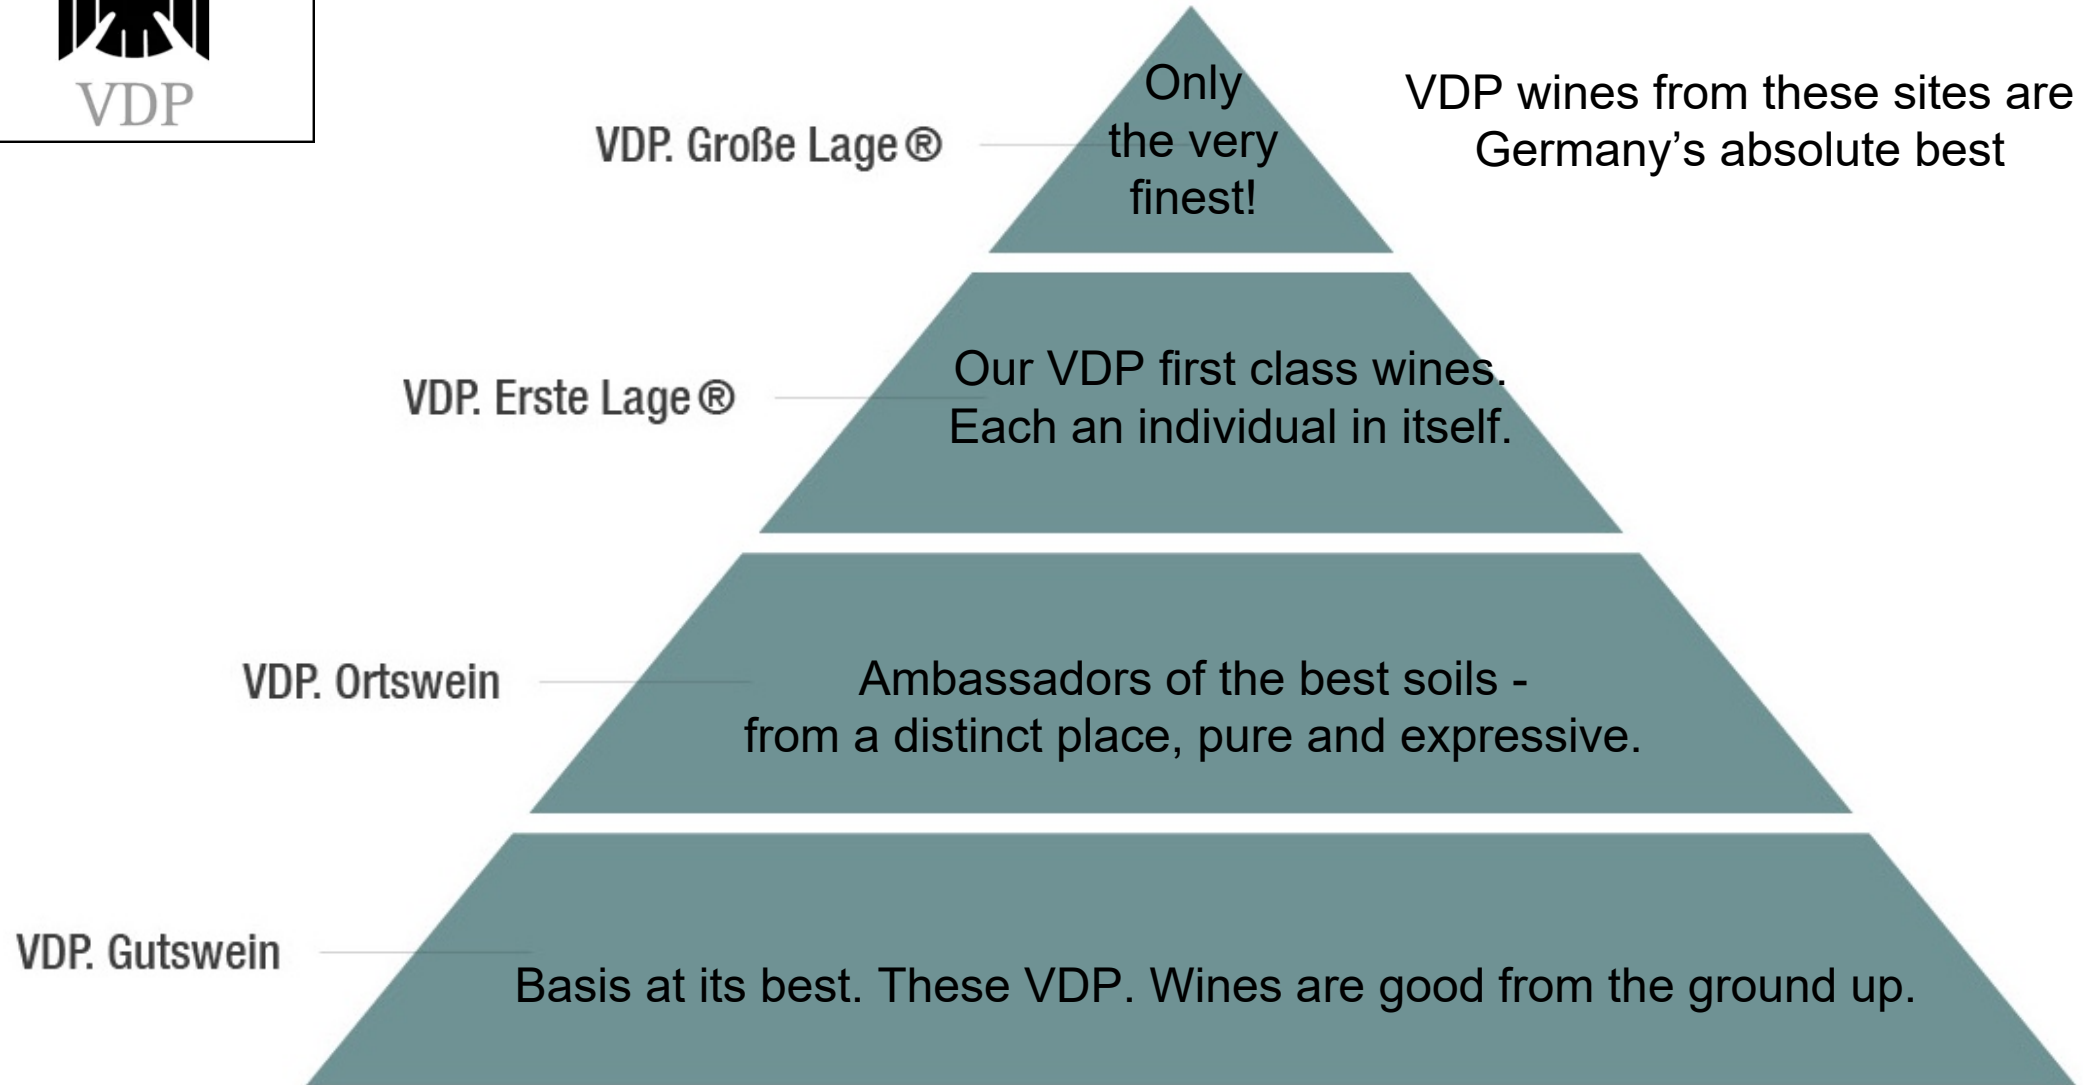 VDP
VDP. Große Lage®
Only
the very
finest!
VDP wines from these sites are
Germany’s absolute best
VDP. Erste Lage®
Our VDP first class wines.
Each an individual in itself.
VDP. Ortswein
Ambassadors of the best soils -
from a distinct place, pure and expressive.
VDP. Gutswein
Basis at its best. These VDP. Wines are good from the ground up.